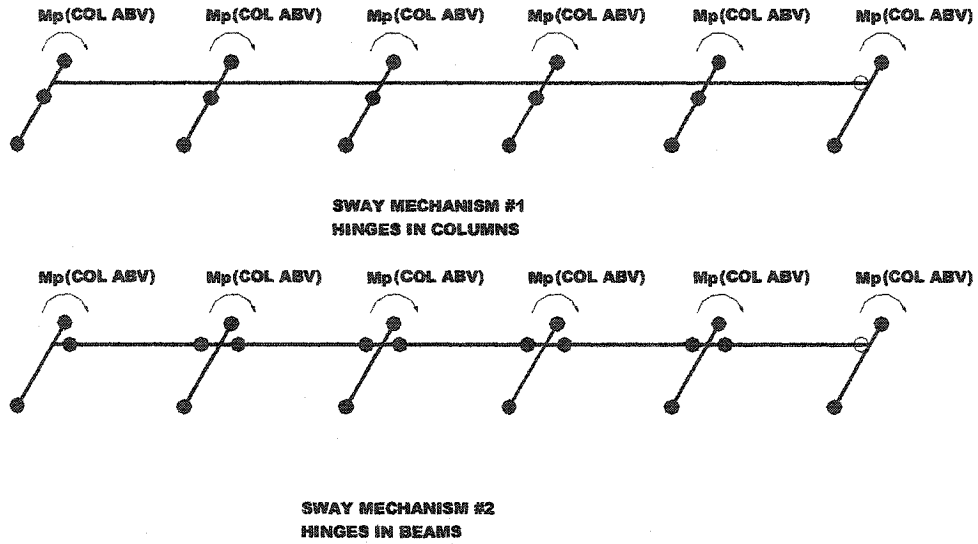 Mp(COL ABV) Mp(COL ABV) Mp(COL ABV) Mp(COL ABV) Mp(COL ABV) Mp(COL ABV)
SWAY MECHANISM #1
HINGES IN COLUMNS
Mp(COL ABV) Mp(COL ABV) Mp(COL ABV) Mp(COL ABV) Mp(COL ABV) Mp(COL ABV)
SWAY MECHANISM #2
HINGES IN BEAMS